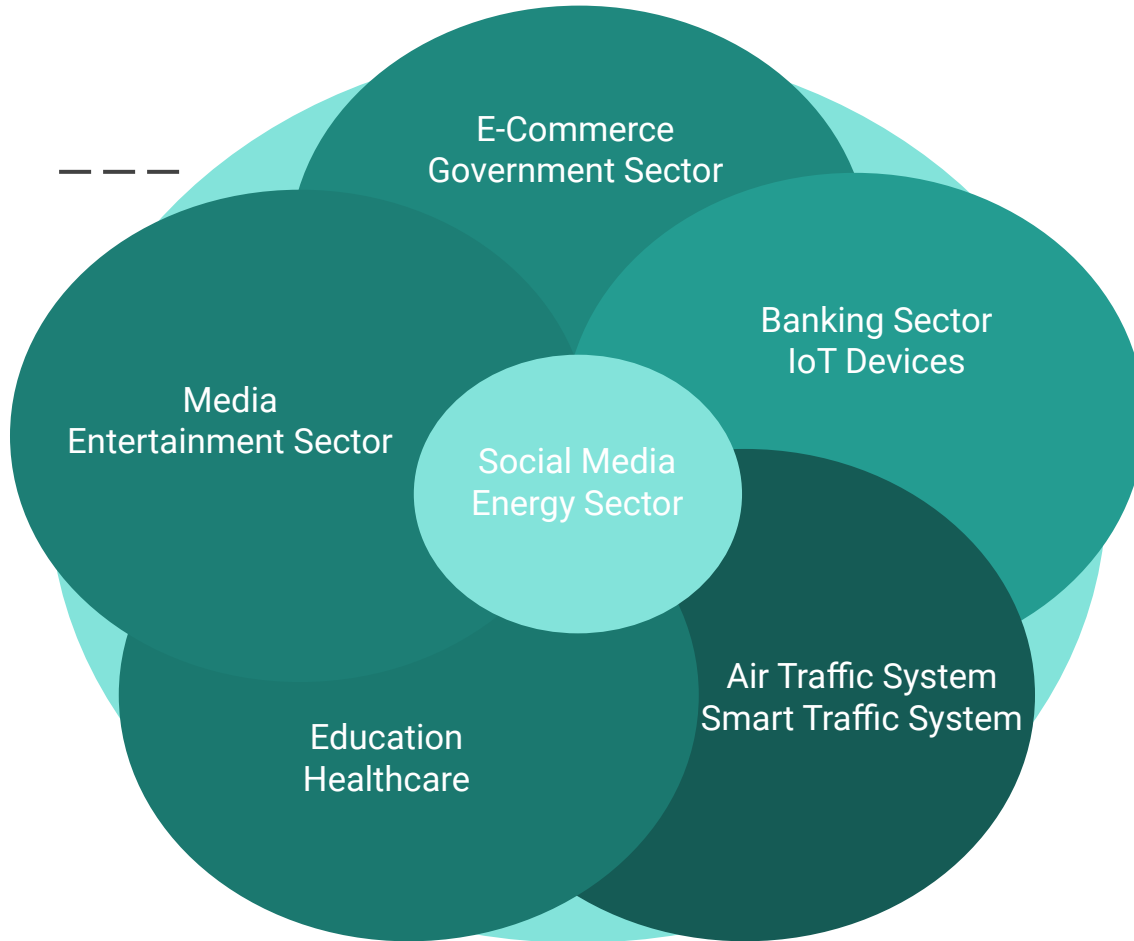 E-Commerce
Government Sector
Banking Sector
IoT Devices
Media
Entertainment Sector
Social Media
Energy Sector
Air Traffic System
Smart Traffic System
Education
Healthcare